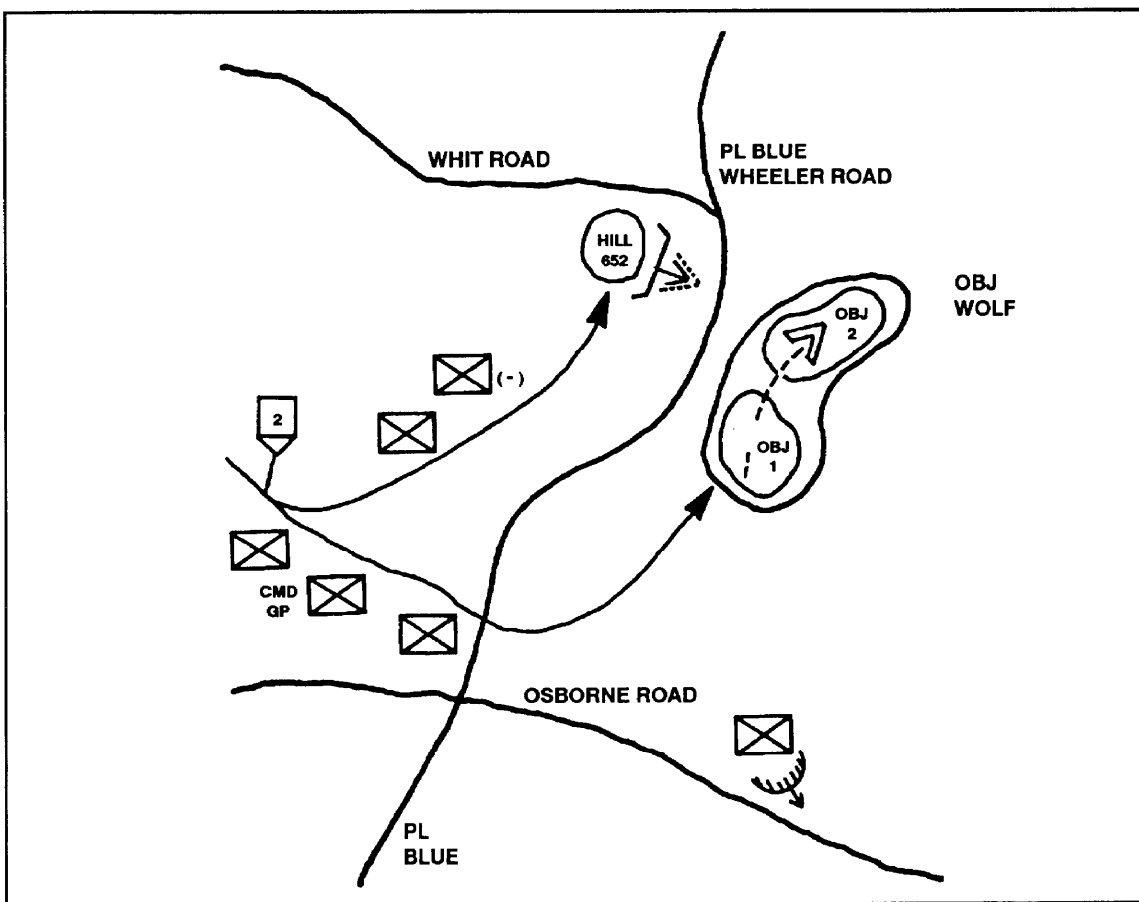 WHIT ROAD
PL BLUE
WHEELER ROAD
HILL
652
OBJ
WOLF
OBJ
2
(-)
2
OBJ
1
CMD
GP
OSBORNE ROAD
PL
BLUE